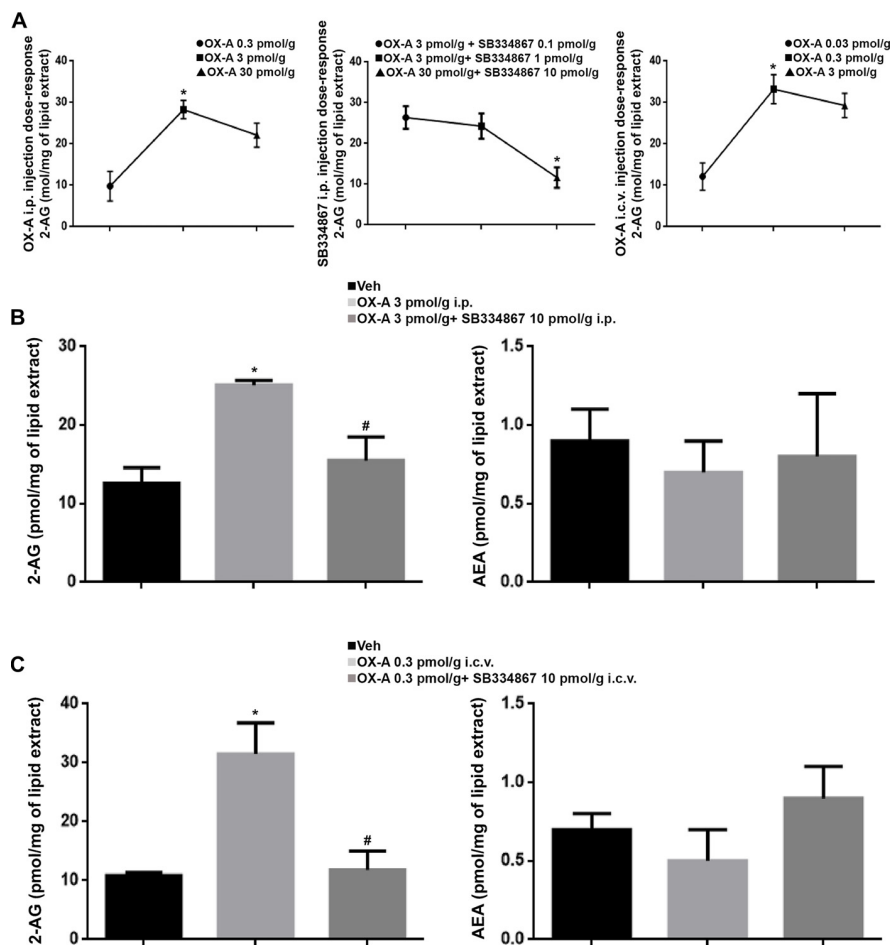 A
OX-A i.p. injection dose-response
2-AG (mol/mg of lipid extract)
OX-A 0.3 pmol/g
OX-A 3 pmol/g
OX-A 30 pmol/g
40
30
20
10
0
*
SB334867 i.p. injection dose-response
2-AG (mol/mg of lipid extract)
OX-A 3 pmol/g + SB334867 0.1 pmol/g
OX-A 3 pmol/g+ SB334867 1 pmol/g
OX-A 30 pmol/g+ SB334867 10 pmol/g
40
30
20
10
0
*
OX-A i.c.v. injection dose-response
2-AG (mol/mg of lipid extract)
OX-A 0.03 pmol/g
OX-A 0.3 pmol/g
OX-A 3 pmol/g
40
30
20
10
0
*
B
Veh
OX-A 3 pmol/g i.p.
OX-A 3 pmol/g+ SB334867 10 pmol/g i.p.
2-AG (pmol/mg of lipid extract)
30
20
10
0
*
#
AEA (pmol/mg of lipid extract)
1.5
1.0
0.5
0.0
C
Veh
OX-A 0.3 pmol/g i.c.v.
OX-A 0.3 pmol/g+ SB334867 10 pmol/g i.c.v.
2-AG (pmol/mg of lipid extract)
40
30
20
10
0
*
#
AEA (pmol/mg of lipid extract)
1.5
1.0
0.5
0.0